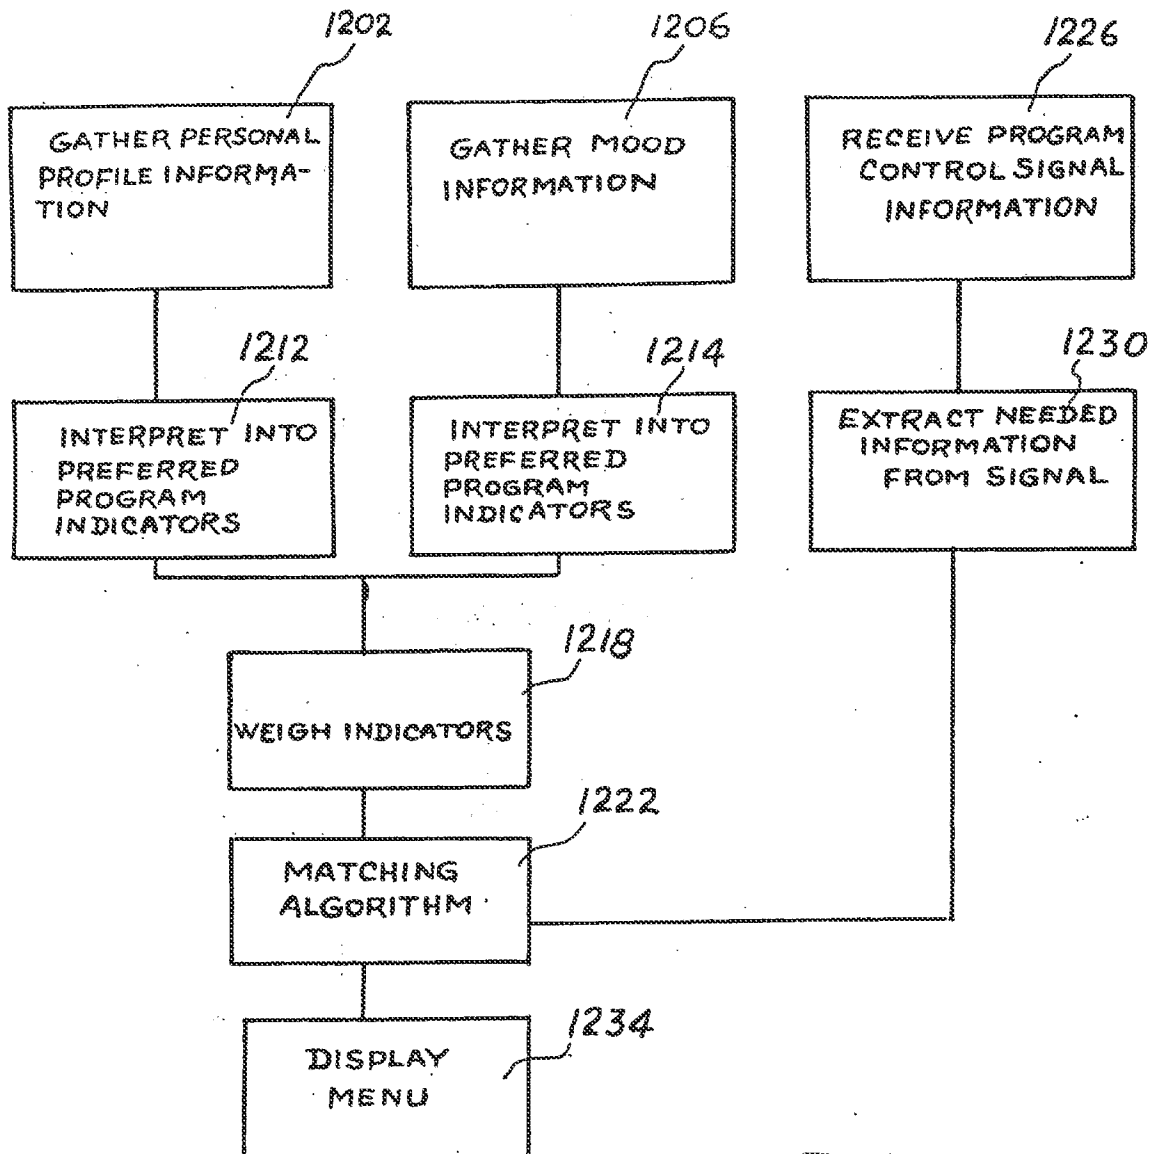 1202
GATHER PERSONAL
PROFILE INFORMA-
TION
1206
GATHER MOOD
INFORMATION
1226
RECEIVE PROGRAM
CONTROL SIGNAL
INFORMATION
1212
INTERPRET INTO
PREFERRED
PROGRAM
INDICATORS
1214
INTERPRET INTO
PREFERRED
PROGRAM
INDICATORS
1230
EXTRACT NEEDED
INFORMATION
FROM SIGNAL
1218
WEIGH INDICATORS
1222
MATCHING
ALGORITHM
1234
DISPLAY
MENU